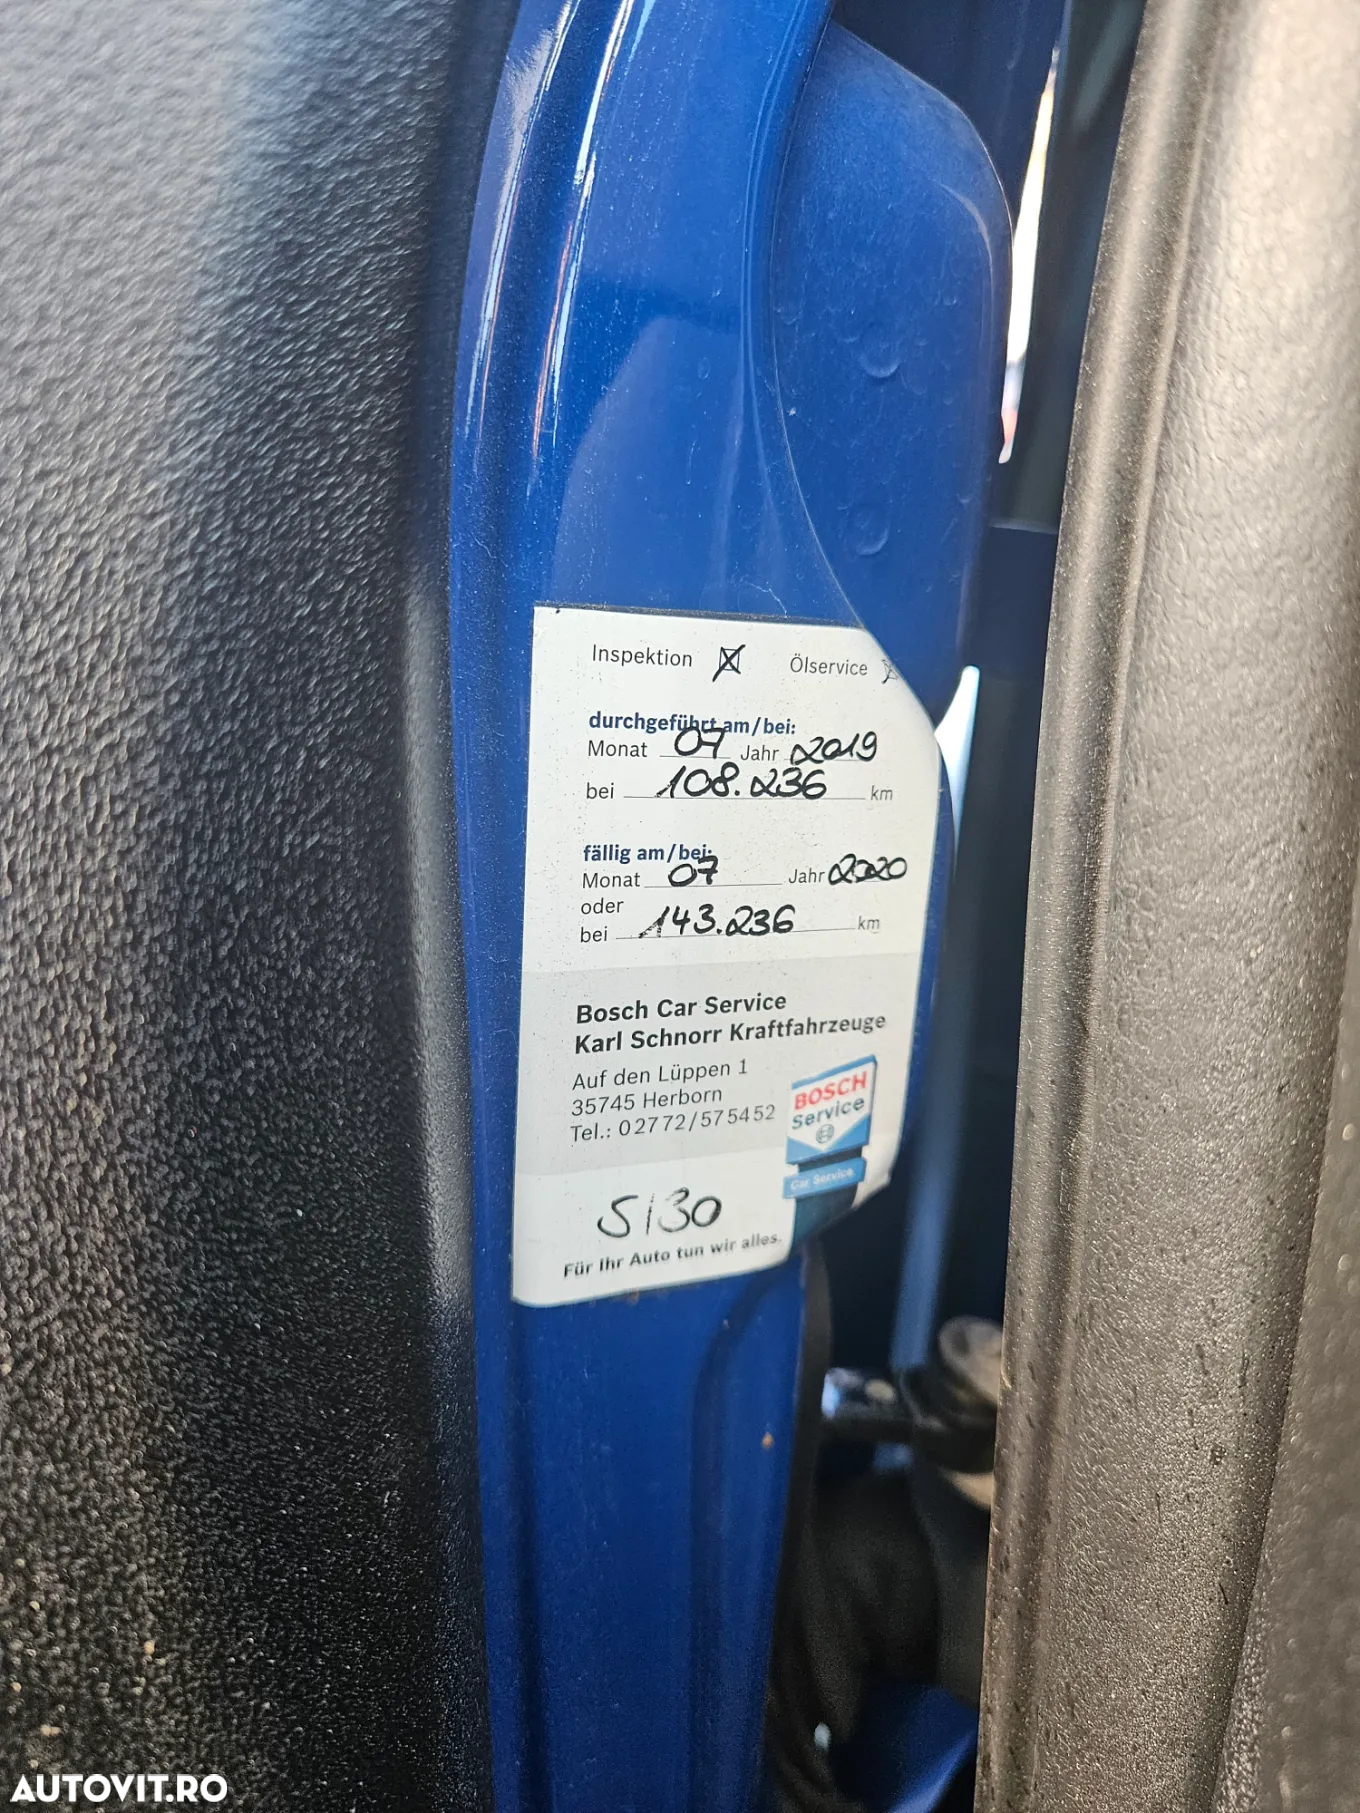 Inspektion Ölservice
durchgeführt am/bei:
Monat 07 Jahr 2019
bei 108.236 km
fällig am/bei:
Monat 07 Jahr 2020
oder
bei 143.236 km
Bosch Car Service
Karl Schnorr Kraftfahrzeuge
Auf den Lüppen 1
35745 Herborn
Tel.: 02772/575452
BOSCH
Service
Car Service
5/30
Für Ihr Auto tun wir alles.
AUTOVIT.RO